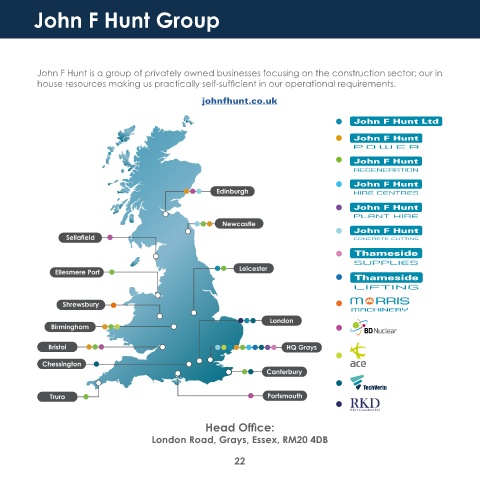 John F Hunt Group
John F Hunt is a group of privately owned businesses focusing on the construction sector; our in
house resources making us practically self-sufficient in our operational requirements.
johnfhunt.co.uk
John F Hunt Ltd
John F Hunt
POWER
John F Hunt
REGENERATION
John F Hunt
HIRE CENTRES
John F Hunt
PLANT HIRE
John F Hunt
CONCRETE CUTTING
Thameside
SUPPLIES
Thameside
LIFTING
MORRIS
MACHINERY
BD Nuclear
ace
TechVertu
RKD
Edinburgh
Newcastle
Sellafield
Ellesmere Port
Leicester
Shrewsbury
London
Birmingham
Bristol
HQ Grays
Chessington
Canterbury
Truro
Portsmouth
Head Office:
London Road, Grays, Essex, RM20 4DB
22